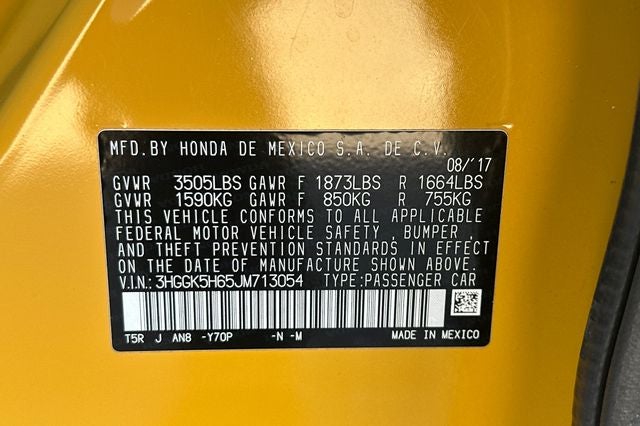 MFD.BY HONDA DE MEXICO S.A. DE C.V.
08/'17
GVWR 3505LBS GAWR F 1873LBS R 1664LBS
GVWR 1590KG GAWR F 850KG R 755KG
THIS VEHICLE CONFORMS TO ALL APPLICABLE
FEDERAL MOTOR VEHICLE SAFETY , BUMPER ,
AND THEFT PREVENTION STANDARDS IN EFFECT
ON THE DATE OF MANUFACTURE SHOWN ABOVE.
V.I.N.: 3HGGK5H65JM713054 TYPE:PASSENGER CAR
T5R J AN8 -Y70P -N -M MADE IN MEXICO